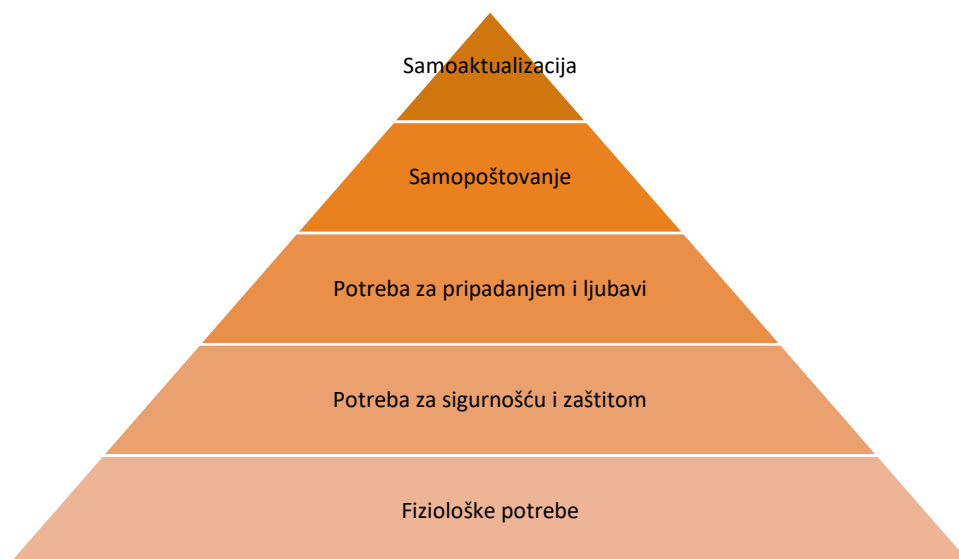 Samoaktualizacija
Samopoštovanje
Potreba za pripadanjem i ljubavi
Potreba za sigurnošću i zaštitom
Fiziološke potrebe